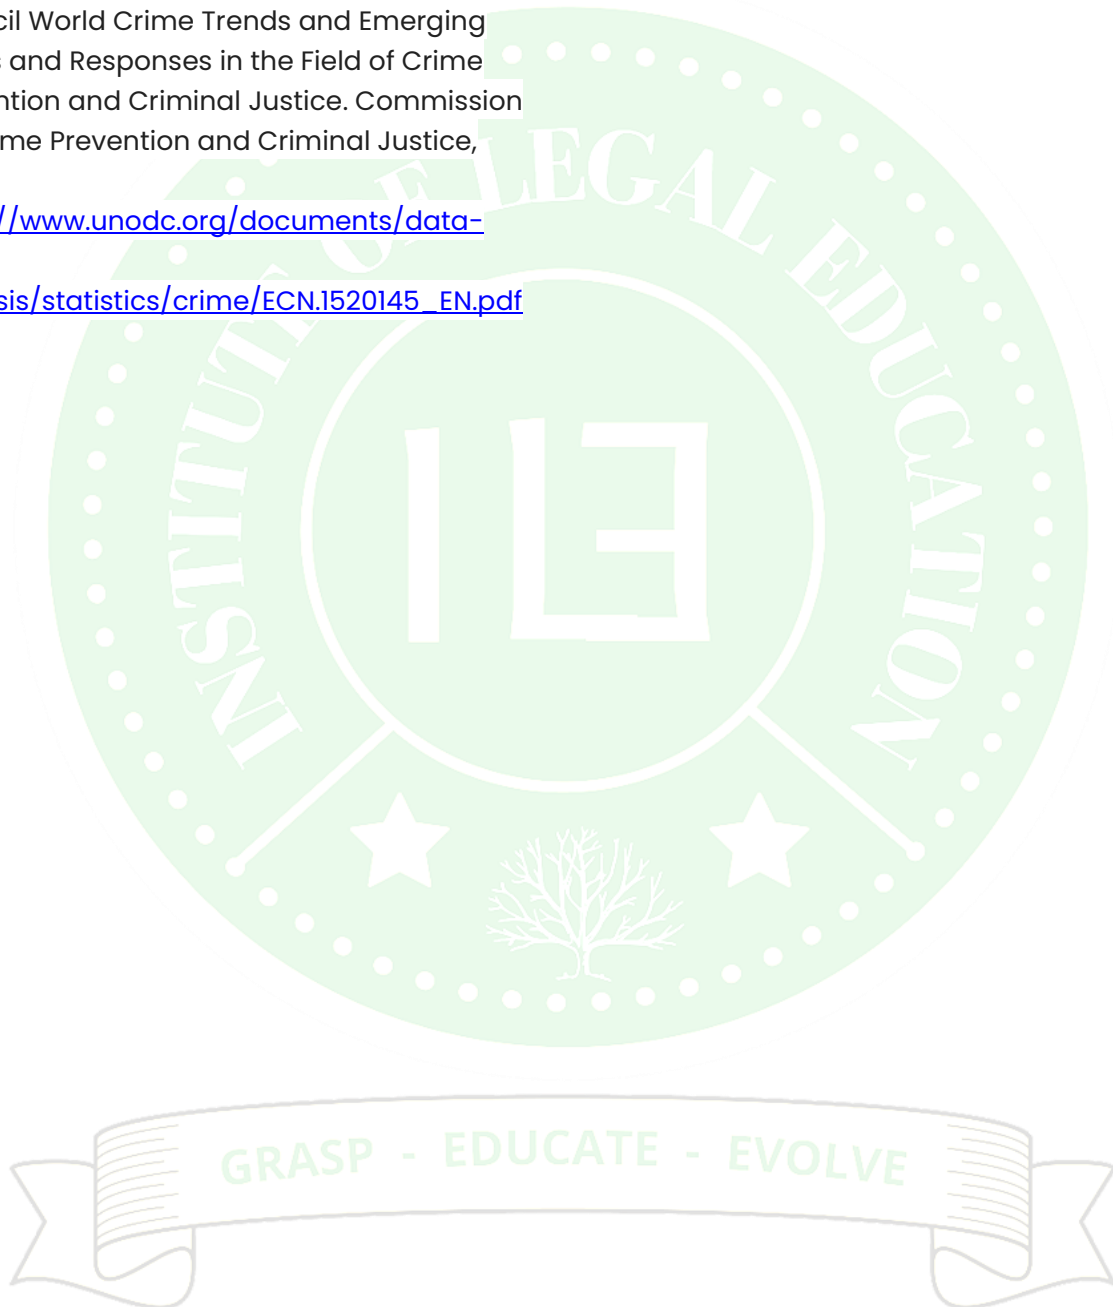 cil World Crime Trends and Emerging
s and Responses in the Field of Crime
ntion and Criminal Justice. Commission
me Prevention and Criminal Justice,
//www.unodc.org/documents/data-
sis/statistics/crime/ECN.1520145_EN.pdf
INSTITUTE OF LEGAL EDUCATION
ILE
GRASP - EDUCATE - EVOLVE